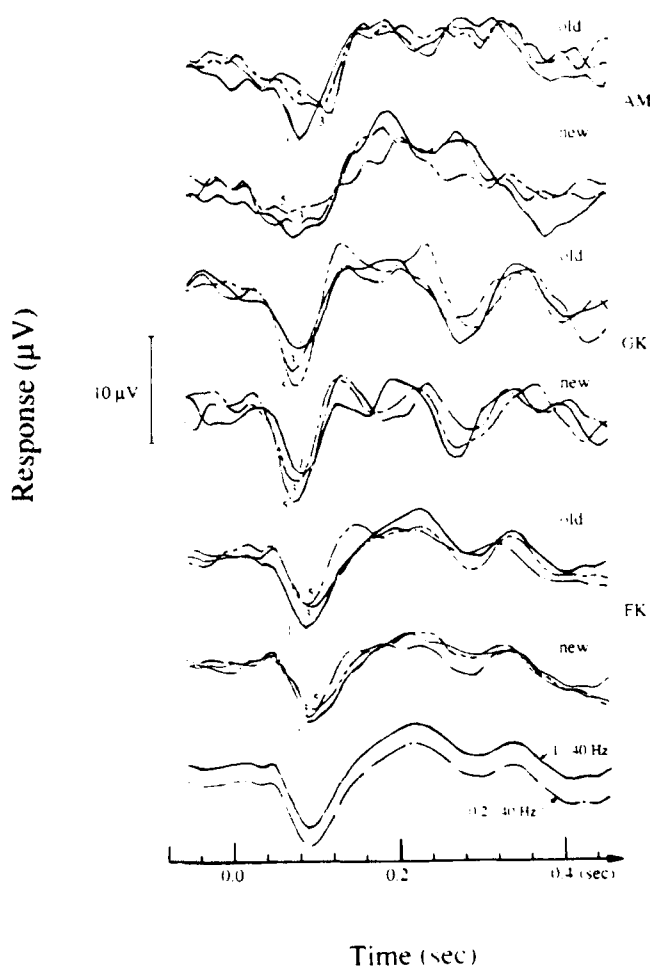 old
AM
new
old
GK
10 µV
new
Response (µV)
old
FK
new
1 - 40 Hz
0.2 - 40 Hz
0.0
0.2
0.4 (sec)
Time (sec)